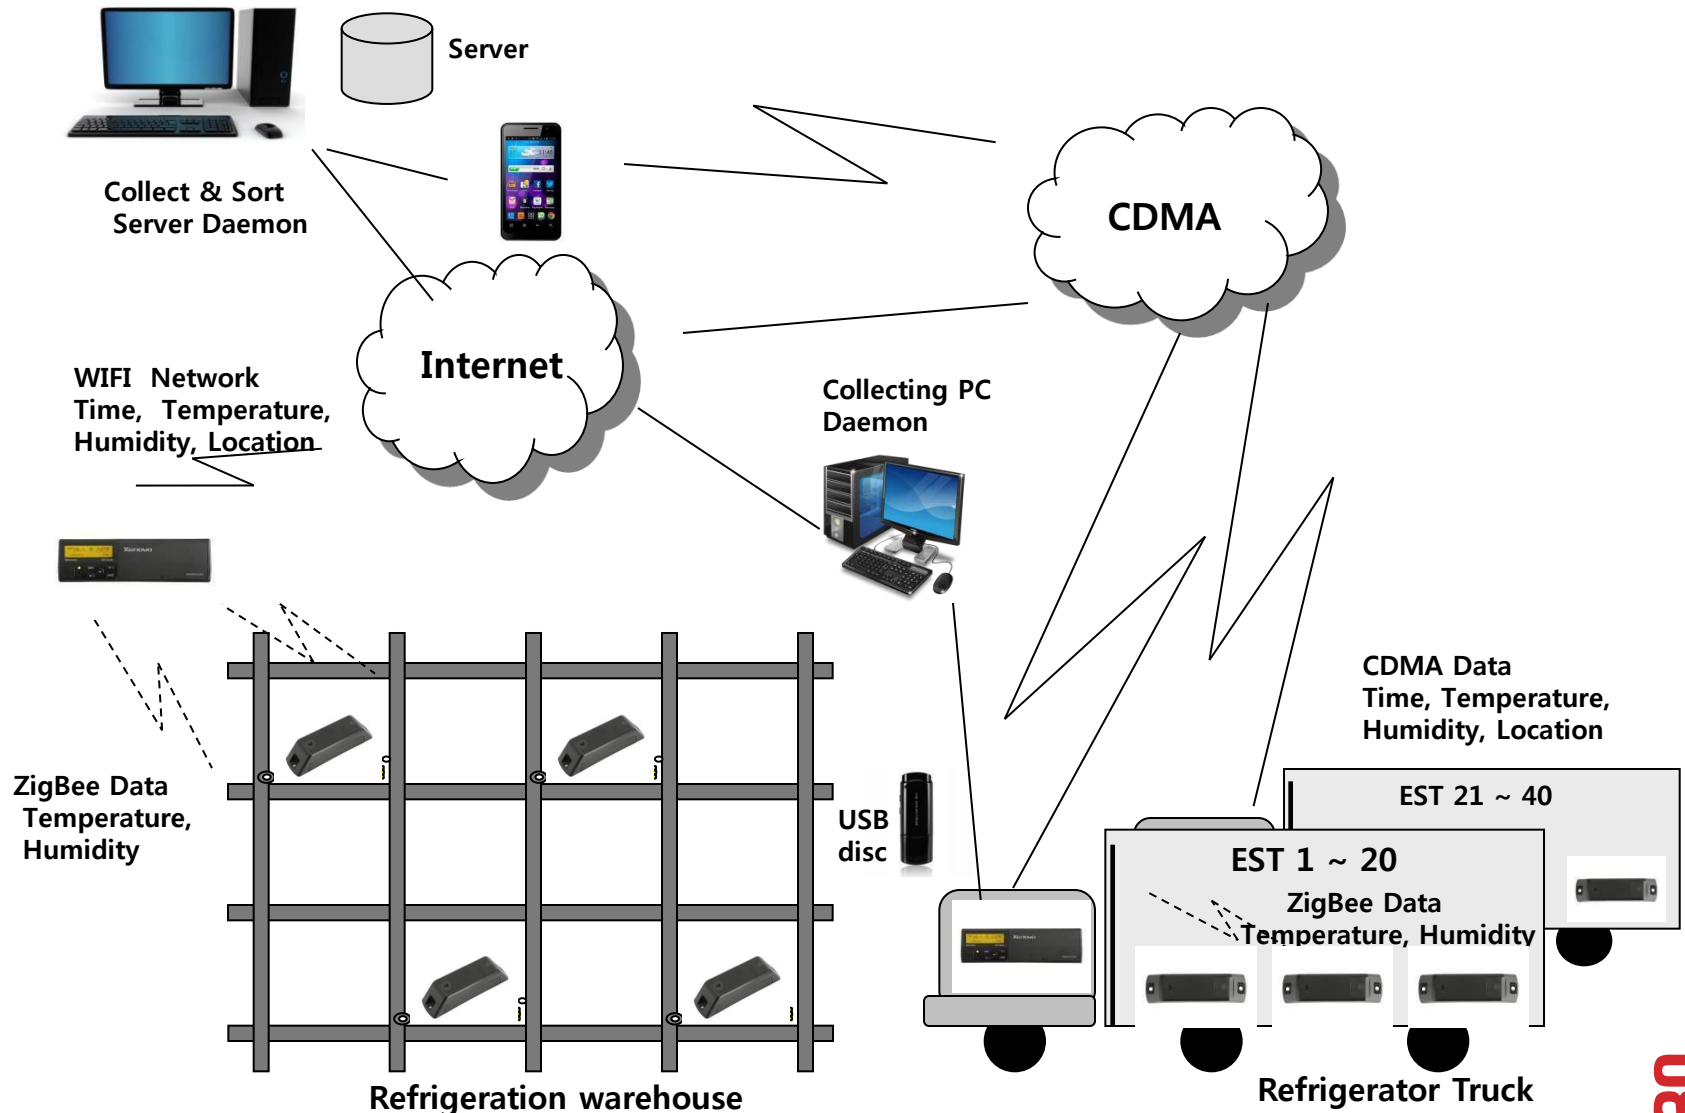 Server
Collect & Sort
Server Daemon
CDMA
Internet
WIFI Network
Time, Temperature,
Humidity, Location
Collecting PC
Daemon
CDMA Data
Time, Temperature,
Humidity, Location
ZigBee Data
Temperature,
Humidity
USB
disc
EST 21 ~ 40
EST 1 ~ 20
ZigBee Data
Temperature, Humidity
Refrigeration warehouse
Refrigerator Truck